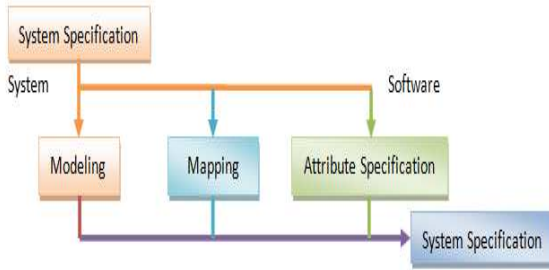 System Specification
System
Software
Modeling
Mapping
Attribute Specification
System Specification